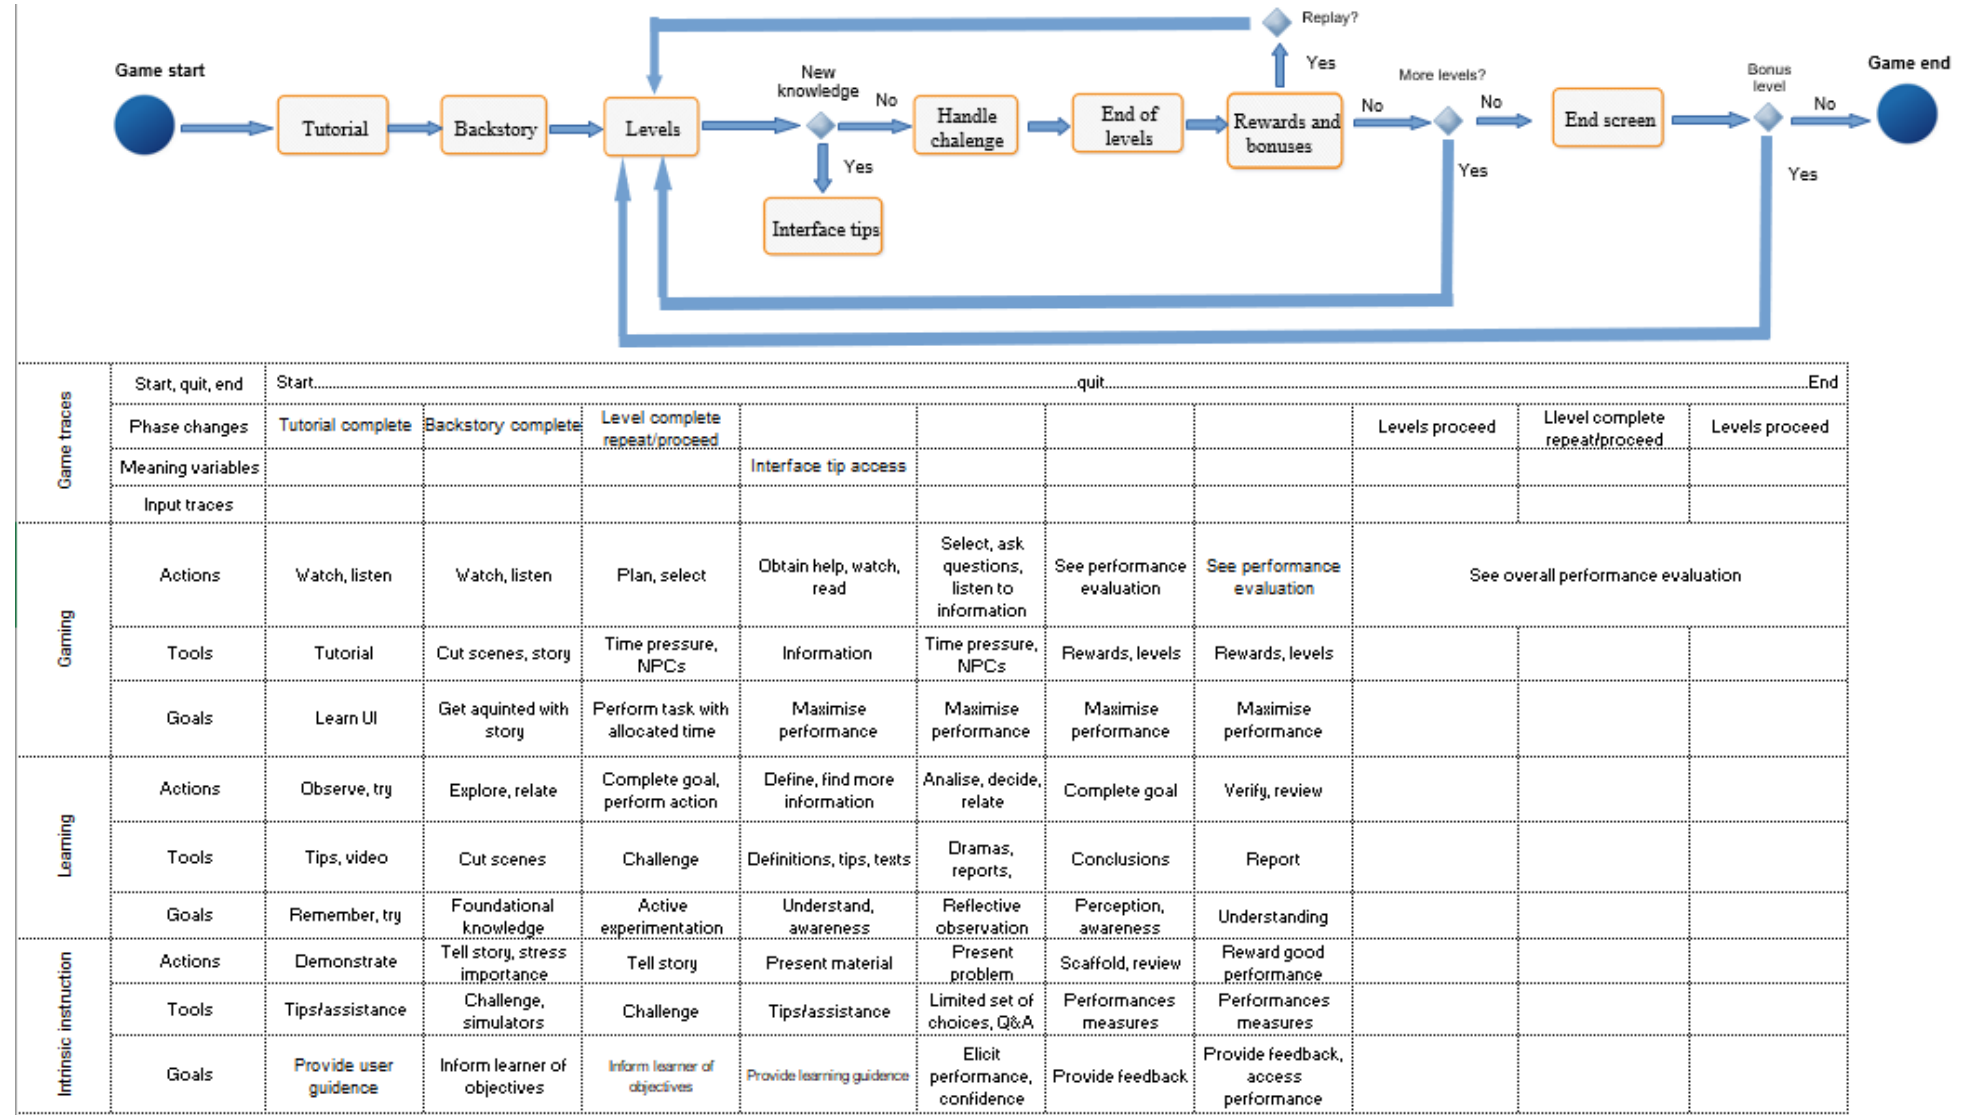 Replay?
Game start
New
knowledge
Yes
More levels?
Bonus
level
Game end
No
No
No
No
Tutorial
Backstory
Levels
Handle
chalenge
End of
levels
Rewards and
bonuses
End screen
Yes
Yes
Yes
Interface tips
Game traces
Start, quit, end
Start
quit
End
Phase changes
Tutorial complete
Backstory complete
Level complete
repeat/proceed
Levels proceed
Llevel complete
repeat/proceed
Levels proceed
Meaning variables
Interface tip access
Input traces
Gaming
Actions
Watch, listen
Watch, listen
Plan, select
Obtain help, watch,
read
Select, ask
questions,
listen to
information
See performance
evaluation
See performance
evaluation
See overall performance evaluation
Tools
Tutorial
Cut scenes, story
Time pressure,
NPCs
Information
Time pressure,
NPCs
Rewards, levels
Rewards, levels
Goals
Learn UI
Get aquinted with
story
Perform task with
allocated time
Maximise
performance
Maximise
performance
Maximise
performance
Maximise
performance
Learning
Actions
Observe, try
Explore, relate
Complete goal,
perform action
Define, find more
information
Analise, decide,
relate
Complete goal
Verify, review
Tools
Tips, video
Cut scenes
Challenge
Definitions, tips, texts
Dramas,
reports,
Conclusions
Report
Goals
Remember, try
Foundational
knowledge
Active
experimentation
Understand,
awareness
Reflective
observation
Perception,
awareness
Understanding
Intrinsic instruction
Actions
Demonstrate
Tell story, stress
importance
Tell story
Present material
Present
problem
Scaffold, review
Reward good
performance
Tools
Tips/assistance
Challenge,
simulators
Challenge
Tips/assistance
Limited set of
choices, Q&A
Performances
measures
Performances
measures
Goals
Provide user
guidence
Inform learner of
objectives
Inform learner of
objectives
Provide learning guidence
Elicit
performance,
confidence
Provide feedback
Provide feedback,
access
performance